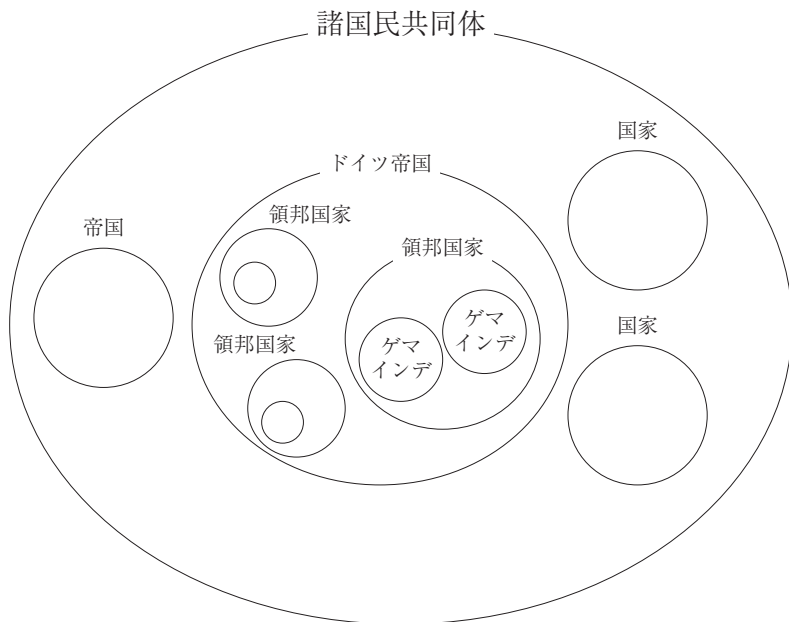 諸国民共同体
国家
ドイツ帝国
領邦国家
帝国
領邦国家
ゲマ
インデ
ゲマ
インデ
国家
領邦国家